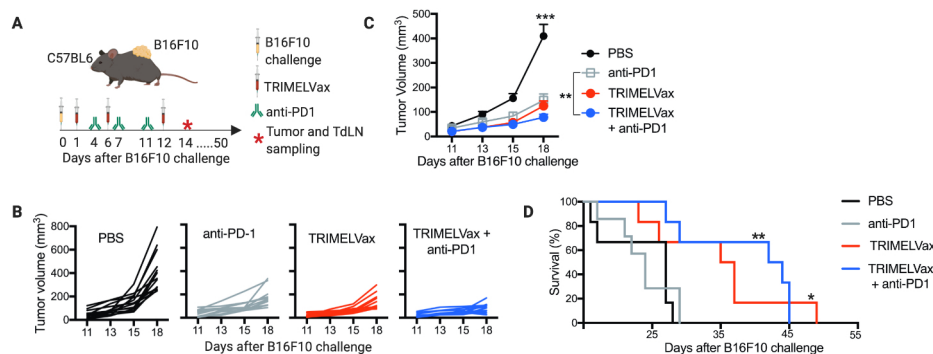 A
C57BL6
B16F10
B16F10
challenge
TRIMELVax
anti-PD1
* Tumor and TdLN
sampling
0 1 4 6 7 11 12 14 .....50
Days after B16F10 challenge
B
Tumor volume (mm³)
800
600
400
200
0
PBS
anti-PD-1
TRIMELVax
TRIMELVax +
anti-PD1
11 13 15 18
11 13 15 18
11 13 15 18
11 13 15 18
Days after B16F10 challenge
C
Tumor Volume (mm³)
500
400
300
200
100
0
11 13 15 18
Days after B16F10 challenge
***
**
PBS
anti-PD1
TRIMELVax
TRIMELVax
+ anti-PD1
D
Survival (%)
100
80
60
40
20
0
25 35 45 55
Days after B16F10 challenge
**
*
PBS
anti-PD1
TRIMELVax
TRIMELVax
+ anti-PD1